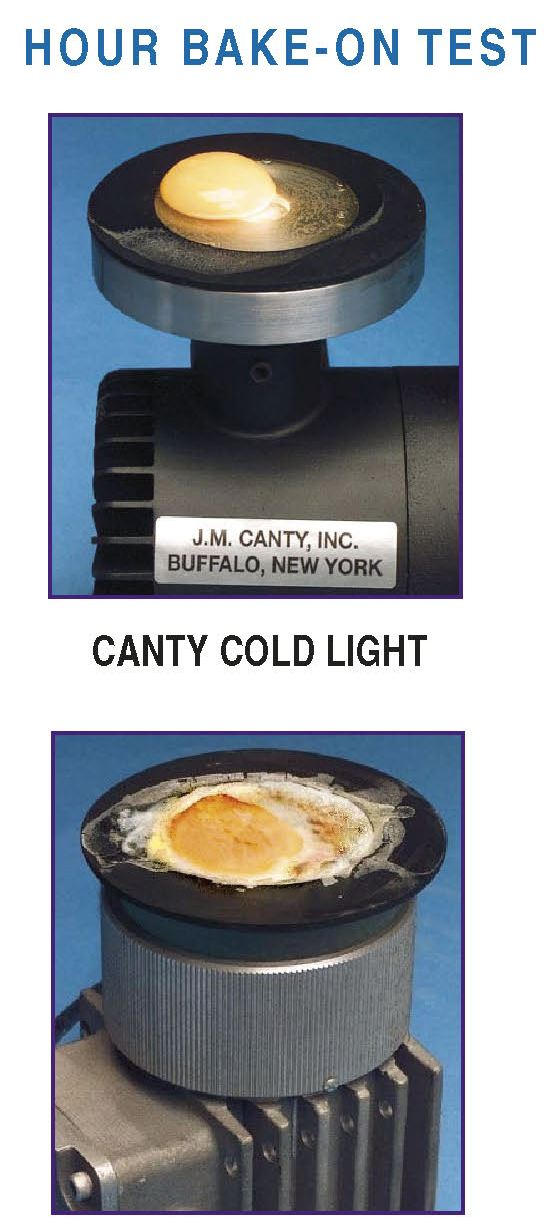 HOUR BAKE-ON TEST
J.M. CANTY, INC.
BUFFALO, NEW YORK
CANTY COLD LIGHT